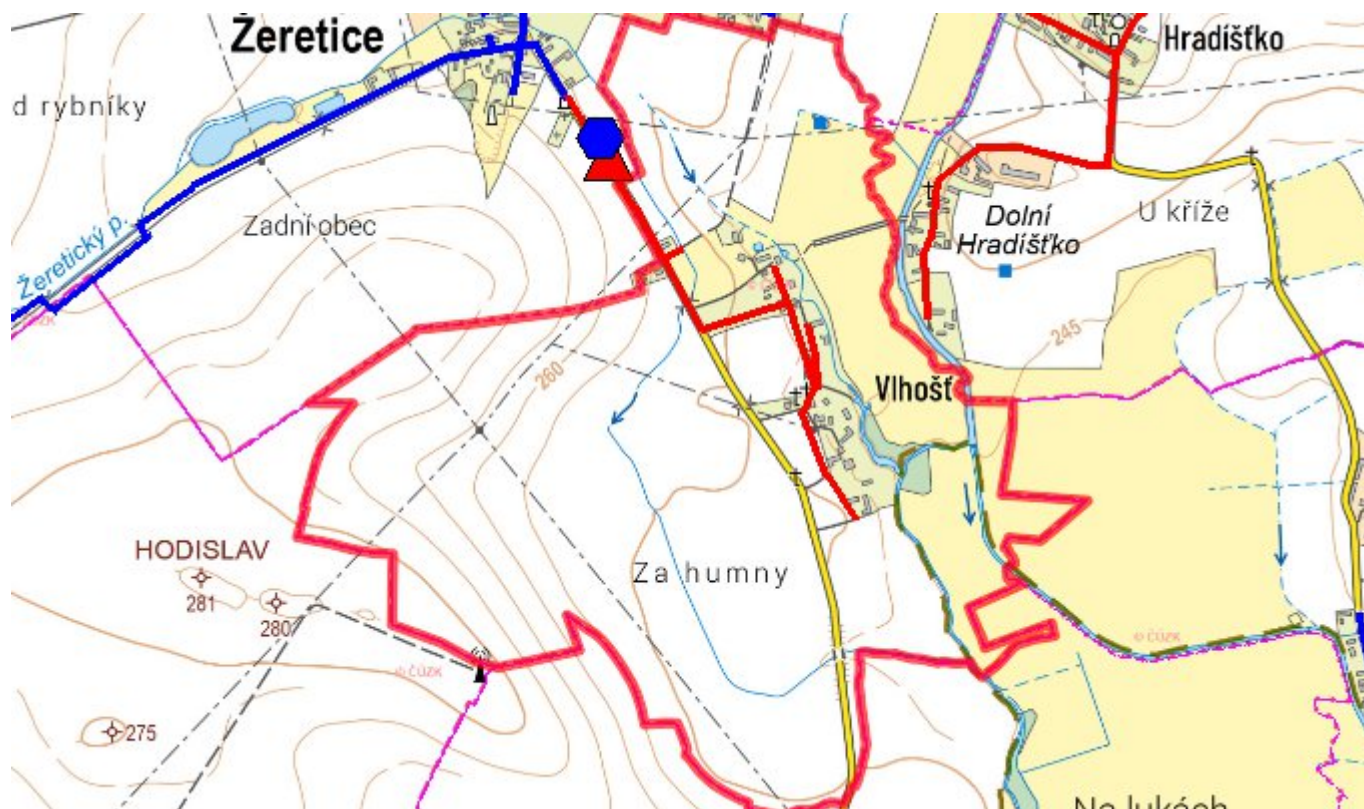 Žeretice
Hradíšťko
d rybníky
Zadní obec
Žeretický p.
Dolní
Hradíšťko
U kříže
245
© ČÚZK
260
Vlhošť
HODISLAV
281
280
Za humny
© ČÚZK
© ČÚZK
275
Na lukách